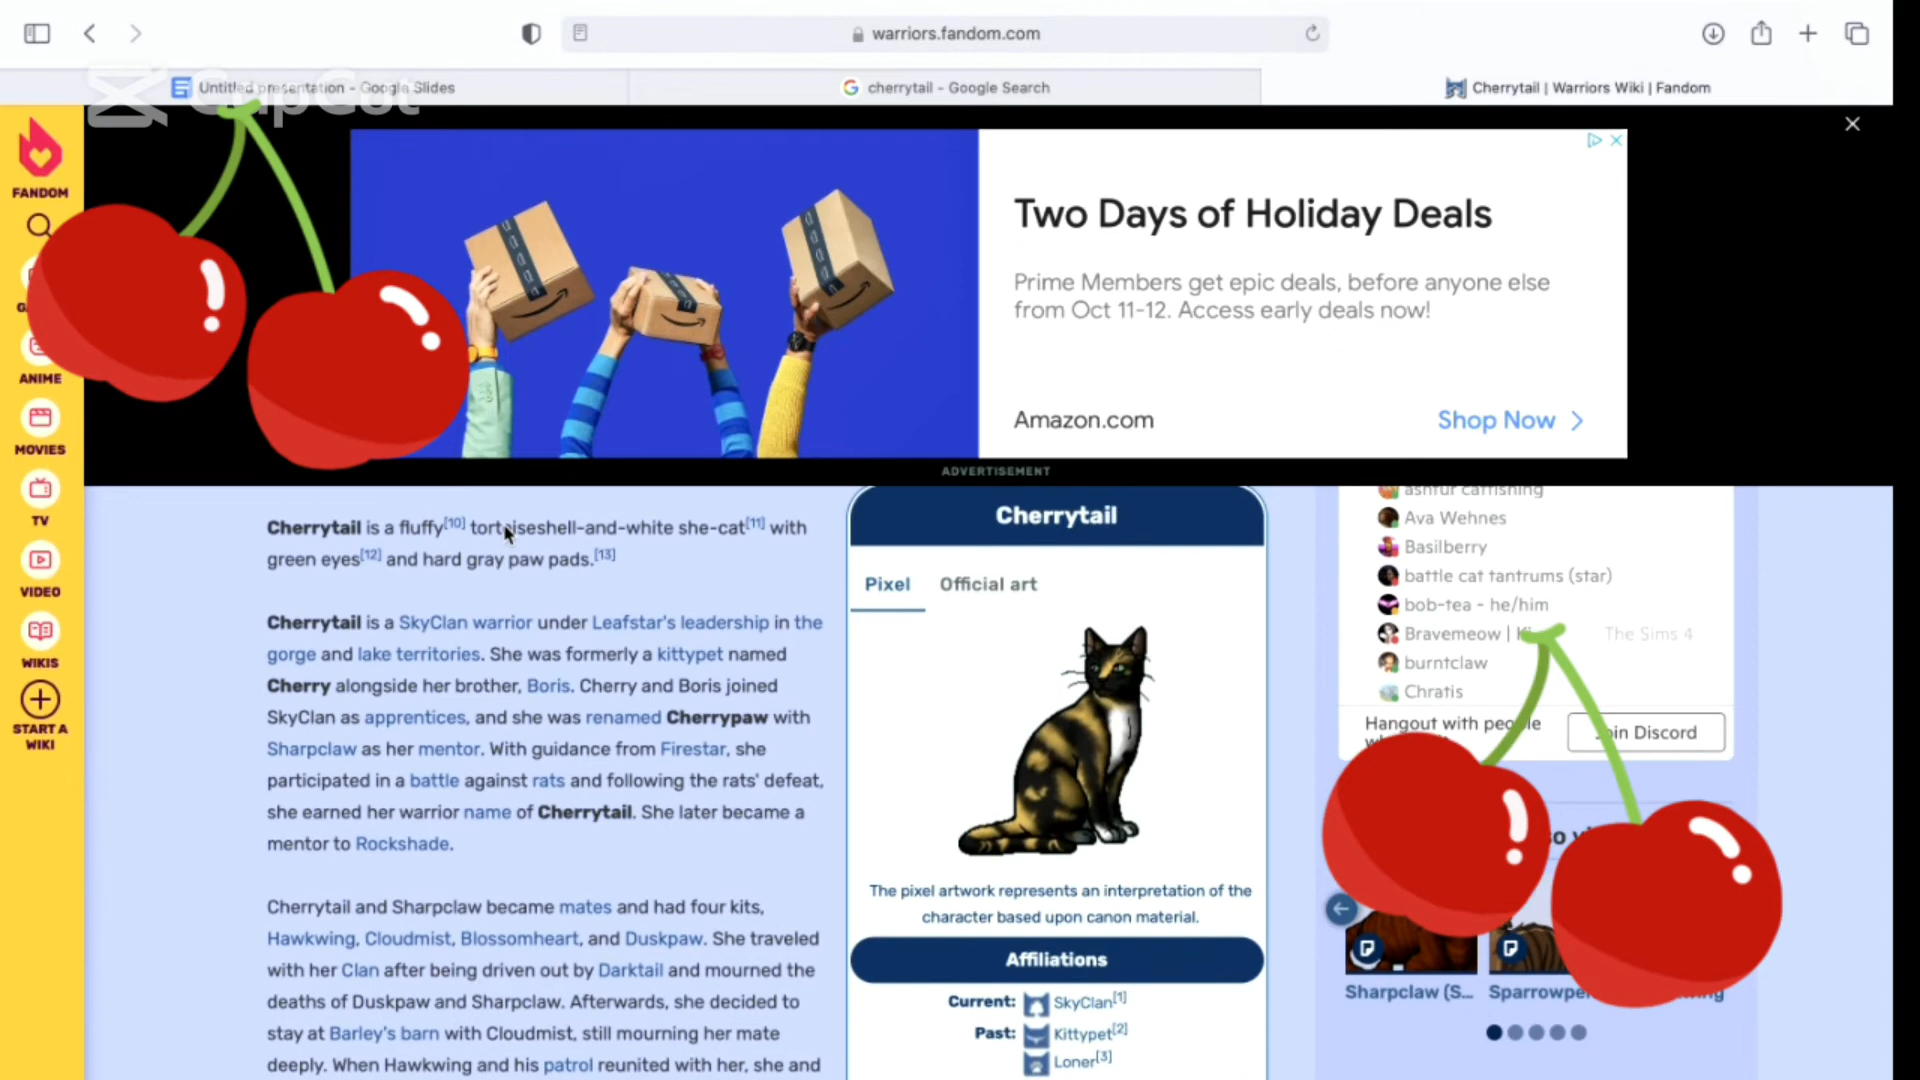 warriors.fandom.com
CapCut
Untitled presentation - Google Slides
cherrytail - Google Search
Cherrytail | Warriors Wiki | Fandom
FANDOM
ANIME
MOVIES
TV
VIDEO
WIKIS
START A
WIKI
Two Days of Holiday Deals
Prime Members get epic deals, before anyone else
from Oct 11-12. Access early deals now!
Amazon.com
Shop Now
ADVERTISEMENT
Cherrytail is a fluffy[10] tortoiseshell-and-white she-cat[11] with
green eyes[12] and hard gray paw pads.[13]
Cherrytail is a SkyClan warrior under Leafstar's leadership in the
gorge and lake territories. She was formerly a kittypet named
Cherry alongside her brother, Boris. Cherry and Boris joined
SkyClan as apprentices, and she was renamed Cherrypaw with
Sharpclaw as her mentor. With guidance from Firestar, she
participated in a battle against rats and following the rats' defeat,
she earned her warrior name of Cherrytail. She later became a
mentor to Rockshade.
Cherrytail and Sharpclaw became mates and had four kits,
Hawkwing, Cloudmist, Blossomheart, and Duskpaw. She traveled
with her Clan after being driven out by Darktail and mourned the
deaths of Duskpaw and Sharpclaw. Afterwards, she decided to
stay at Barley's barn with Cloudmist, still mourning her mate
deeply. When Hawkwing and his patrol reunited with her, she and
Cherrytail
Pixel
Official art
The pixel artwork represents an interpretation of the
character based upon canon material.
Affiliations
Current: SkyClan[1]
Past: Kittypet[2]
Loner[3]
ashfur catfishing
Ava Wehnes
Basilberry
battle cat tantrums (star)
bob-tea - he/him
Bravemeow |
The Sims 4
burntclaw
Chratis
Hangout with people
Join Discord
Sharpclaw (S...